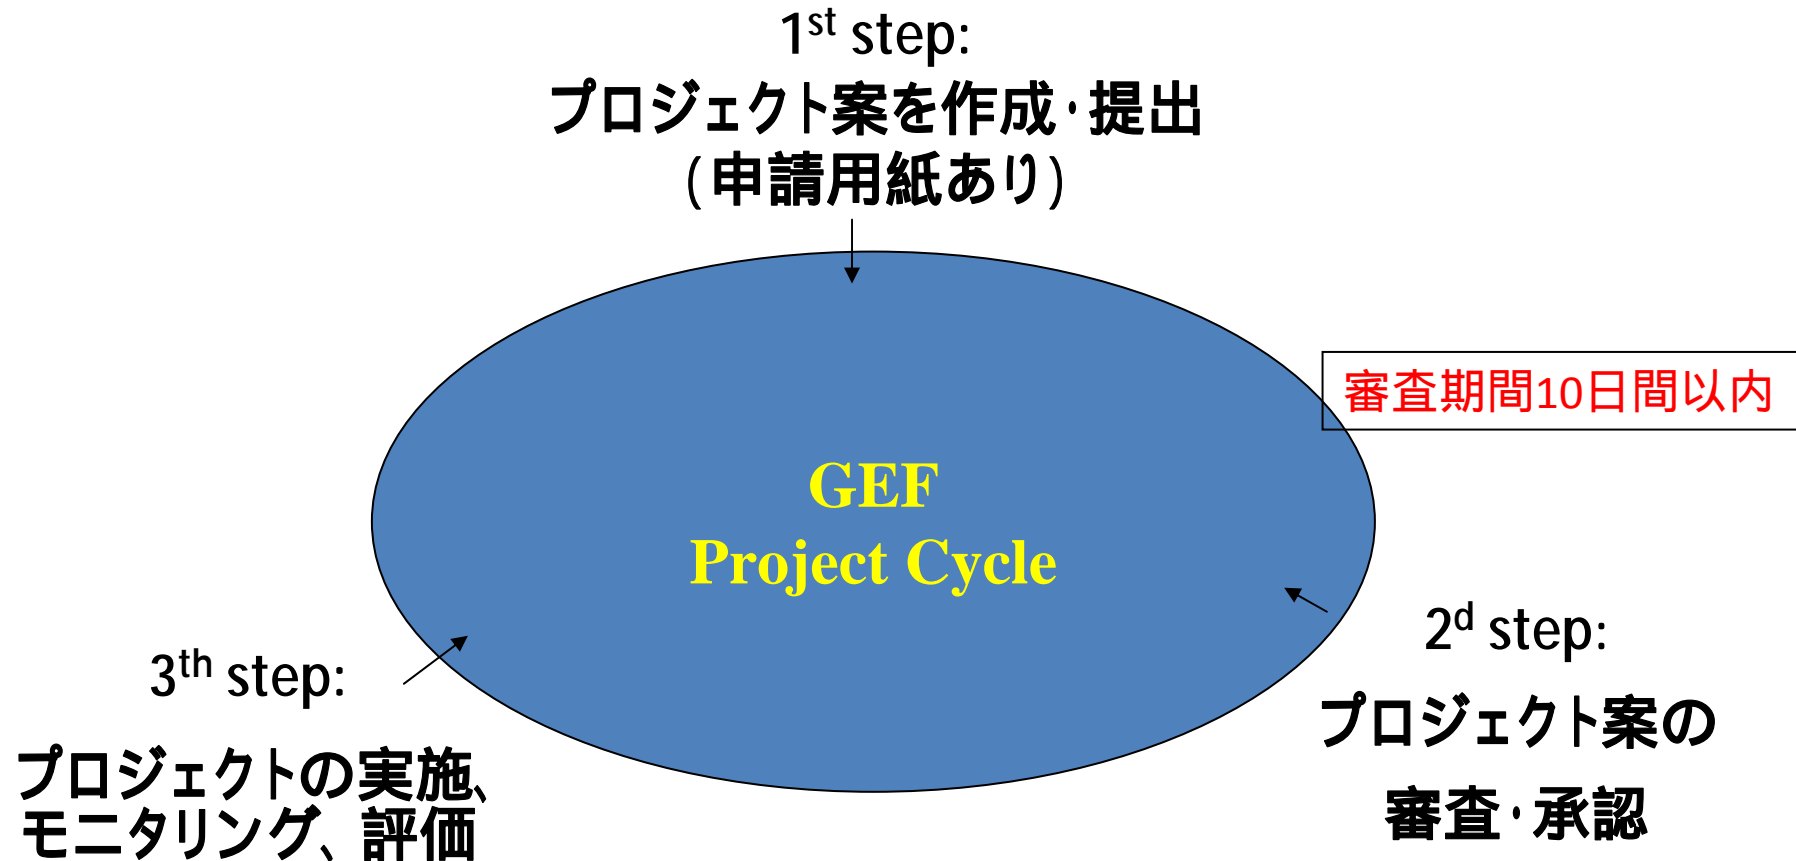 1st step:
プロジェクト案を作成・提出
(申請用紙あり)
審査期間10日間以内
GEF
Project Cycle
2d step:
プロジェクト案の
審査・承認
3th step:
プロジェクトの実施、
モニタリング、評価